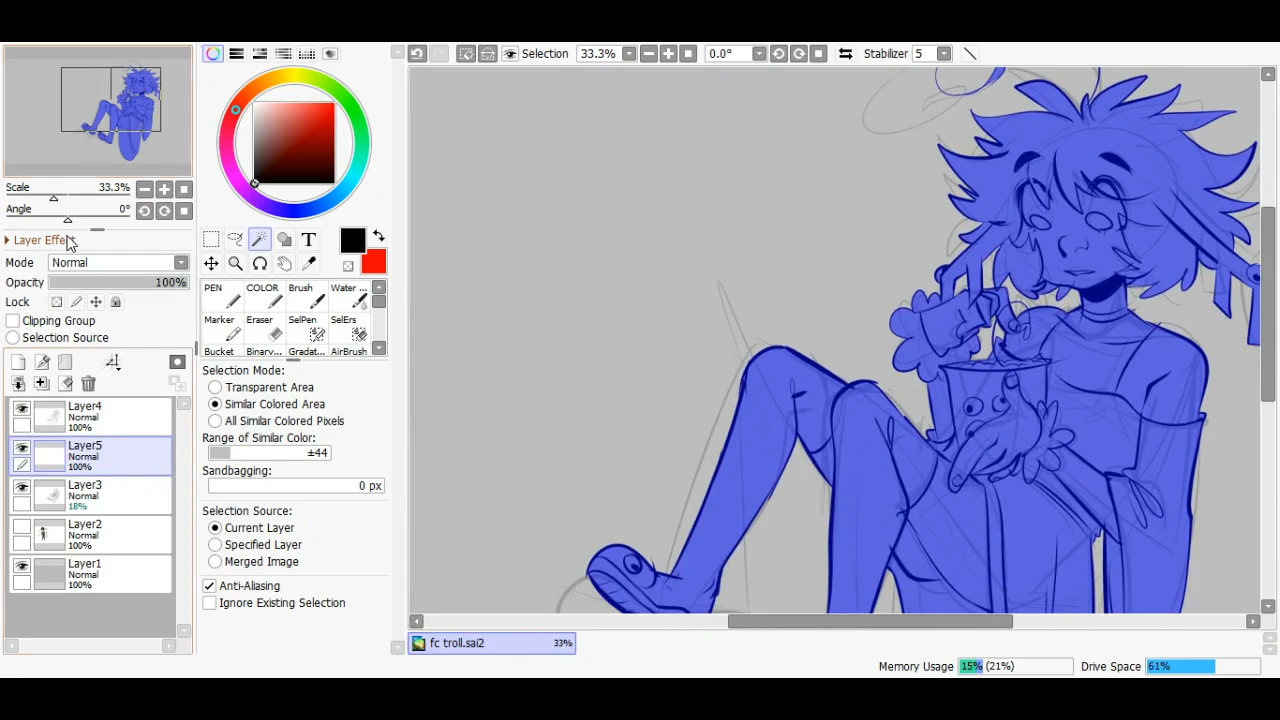 Selection 33.3% 0.0° Stabilizer 5
Scale 33.3%
Angle 0°
Layer Effect
Mode Normal
Opacity 100%
Lock
Clipping Group
Selection Source
Layer4
Normal
100%
Layer5
Normal
100%
Layer3
Normal
18%
Layer2
Normal
100%
Layer1
Normal
100%
T
PEN COLOR Brush Water ...
Marker Eraser SelPen SelErs
Bucket Binary... Gradat... AirBrush
Selection Mode:
Transparent Area
Similar Colored Area
All Similar Colored Pixels
Range of Similar Color:
±44
Sandbagging:
0 px
Selection Source:
Current Layer
Specified Layer
Merged Image
Anti-Aliasing
Ignore Existing Selection
fc troll.sai2 33%
Memory Usage 15% (21%) Drive Space 61%